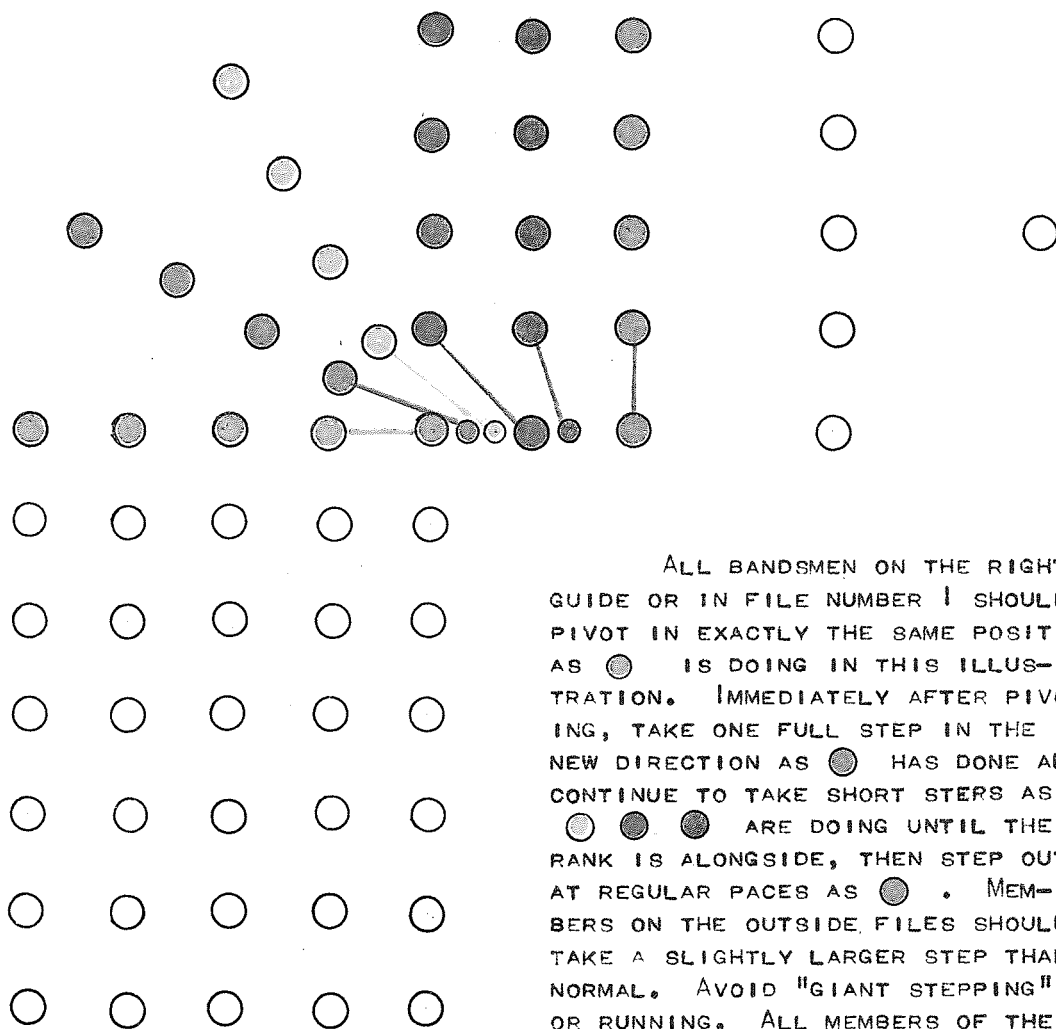 ALL BANDSMEN ON THE RIGHT
GUIDE OR IN FILE NUMBER I SHOUL
PIVOT IN EXACTLY THE SAME POSIT
AS IS DOING IN THIS ILLUS-
TRATION. IMMEDIATELY AFTER PIV
ING, TAKE ONE FULL STEP IN THE
NEW DIRECTION AS HAS DONE A
CONTINUE TO TAKE SHORT STERS AS
ARE DOING UNTIL THE
RANK IS ALONGSIDE, THEN STEP OUT
AT REGULAR PACES AS . MEM-
BERS ON THE OUTSIDE FILES SHOUL
TAKE A SLIGHTLY LARGER STEP THAN
NORMAL. AVOID "GIANT STEPPING"
OR RUNNING. ALL MEMBERS OF THE